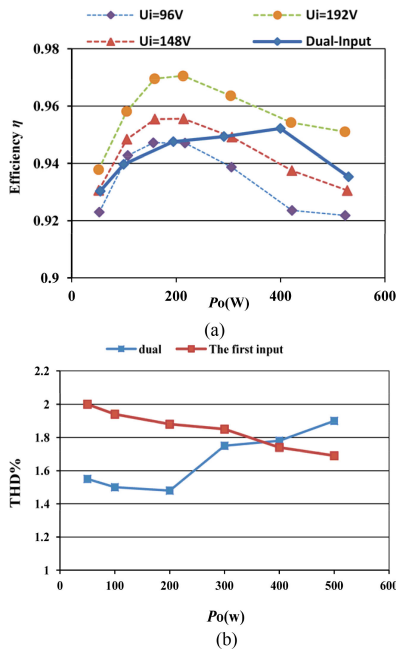 Ui=96V Ui=192V
Ui=148V Dual-Input
0.98
0.96
0.94
0.92
0.9
Efficiency η
0 200 400 600
Po(W)
(a)
dual The first input
2.2
2
1.8
1.6
1.4
1.2
1
THD%
0 100 200 300 400 500 600
Po(w)
(b)